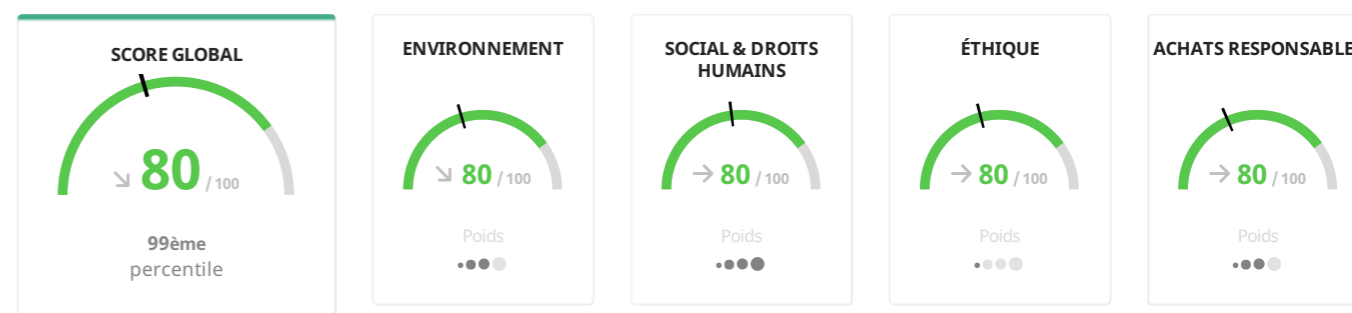 SCORE GLOBAL
80 / 100
99ème
percentile
ENVIRONNEMENT
80 / 100
Poids
SOCIAL & DROITS
HUMAINS
80 / 100
Poids
ÉTHIQUE
80 / 100
Poids
ACHATS RESPONSABLE
80 / 100
Poids